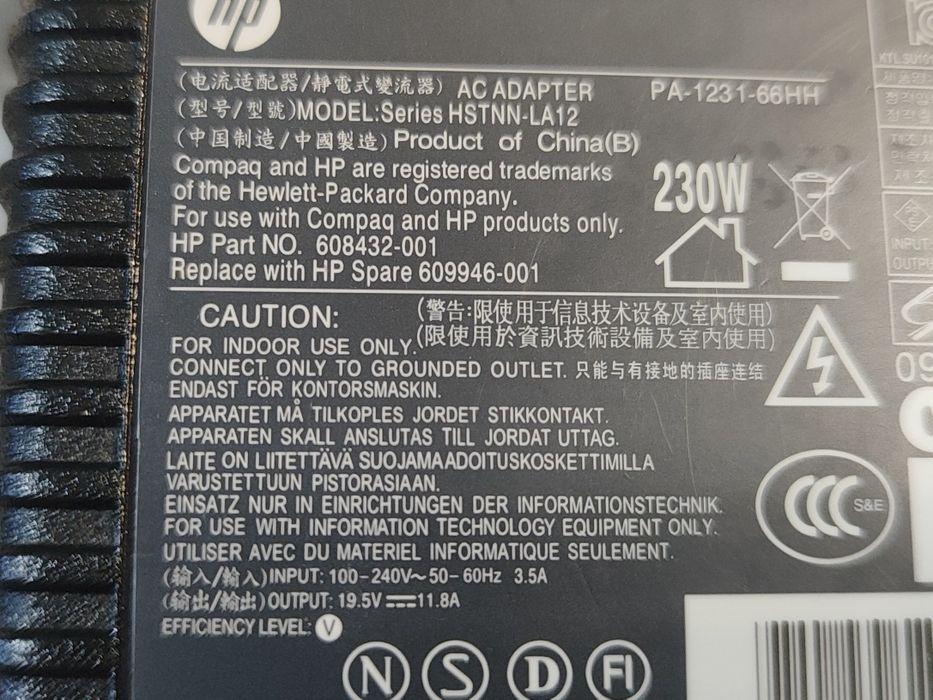 hp
(电流适配器/靜電式變流器) AC ADAPTER PA-1231-66HH
(型号/型號)MODEL:Series HSTNN-LA12
(中国制造/中國製造) Product of China(B)
Compaq and HP are registered trademarks
of the Hewlett-Packard Company.
For use with Compaq and HP products only.
HP Part NO. 608432-001
Replace with HP Spare 609946-001
230W
CAUTION: (警告:限使用于信息技术设备及室内使用)
FOR INDOOR USE ONLY. (限使用於資訊技術設備及室內使用)
CONNECT ONLY TO GROUNDED OUTLET. 只能与有接地的插座连结
ENDAST FÖR KONTORSMASKIN.
APPARATET MÅ TILKOPLES JORDET STIKKONTAKT.
APPARATEN SKALL ANSLUTAS TILL JORDAT UTTAG.
LAITE ON LIITETTÄVÄ SUOJAMAADOITUSKOSKETTIMILLA
VARUSTETTUUN PISTORASIAAN.
EINSATZ NUR IN EINRICHTUNGEN DER INFORMATIONSTECHNIK.
FOR USE WITH INFORMATION TECHNOLOGY EQUIPMENT ONLY.
UTILISER AVEC DU MATERIEL INFORMATIQUE SEULEMENT.
(输入/輸入)INPUT: 100-240V~ 50-60Hz 3.5A
(输出/輸出)OUTPUT: 19.5V⎓11.8A
EFFICIENCY LEVEL: V
CCC S&E
N S D FI
INPUT
09